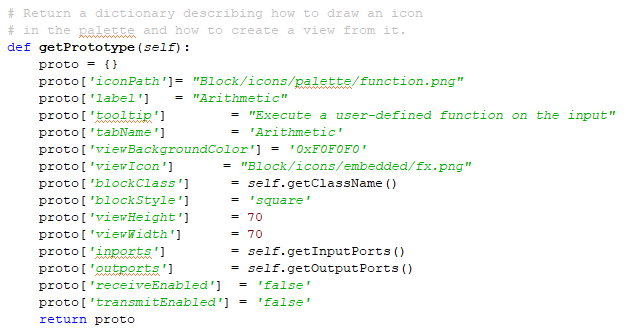 # Return a dictionary describing how to draw an icon
# in the palette and how to create a view from it.
def getPrototype(self):
    proto = {}
    proto['iconPath']= "Block/icons/palette/function.png"
    proto['label']   = "Arithmetic"
    proto['tooltip']        = "Execute a user-defined function on the input"
    proto['tabName']        = 'Arithmetic'
    proto['viewBackgroundColor'] = '0xF0F0F0'
    proto['viewIcon']      = "Block/icons/embedded/fx.png"
    proto['blockClass']     = self.getClassName()
    proto['blockStyle']     = 'square'
    proto['viewHeight']     = 70
    proto['viewWidth']      = 70
    proto['inports']        = self.getInputPorts()
    proto['outports']       = self.getOutputPorts()
    proto['receiveEnabled']  = 'false'
    proto['transmitEnabled'] = 'false'
    return proto